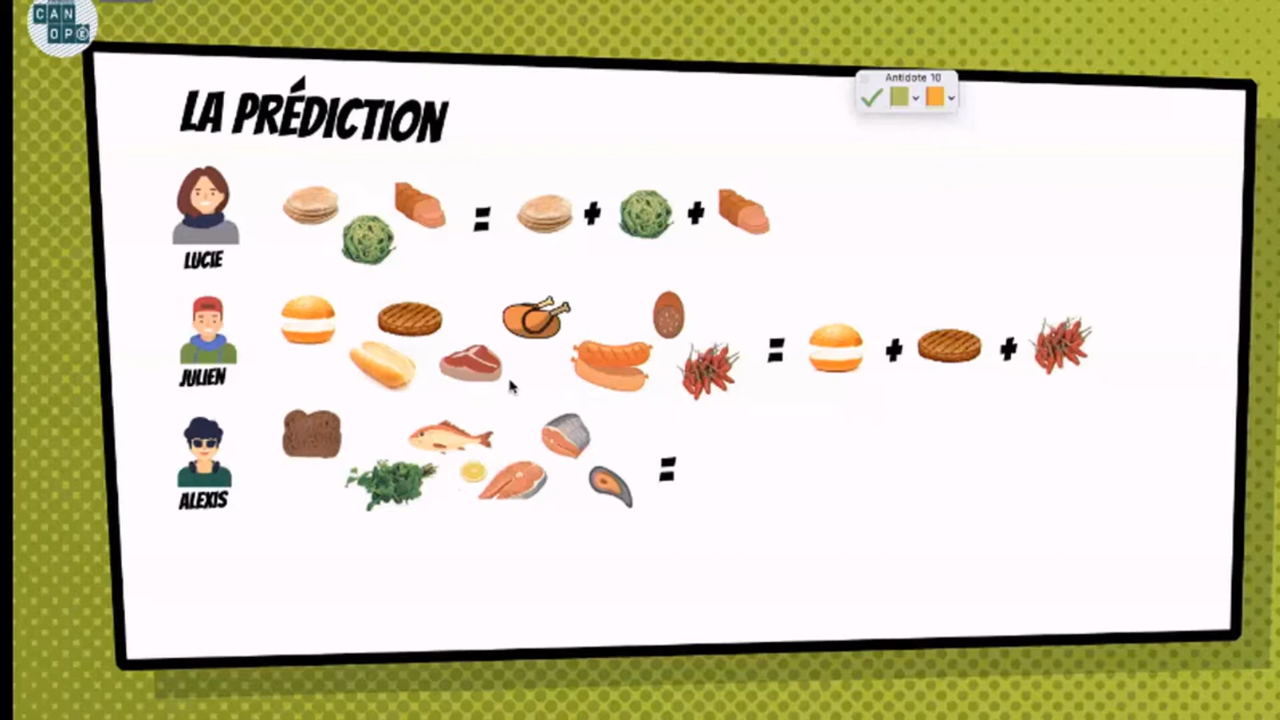 CAN
OPÉ
Antidote 10
LA PRÉDICTION
= + +
LUCIE
= + +
JULIEN
=
ALEXIS